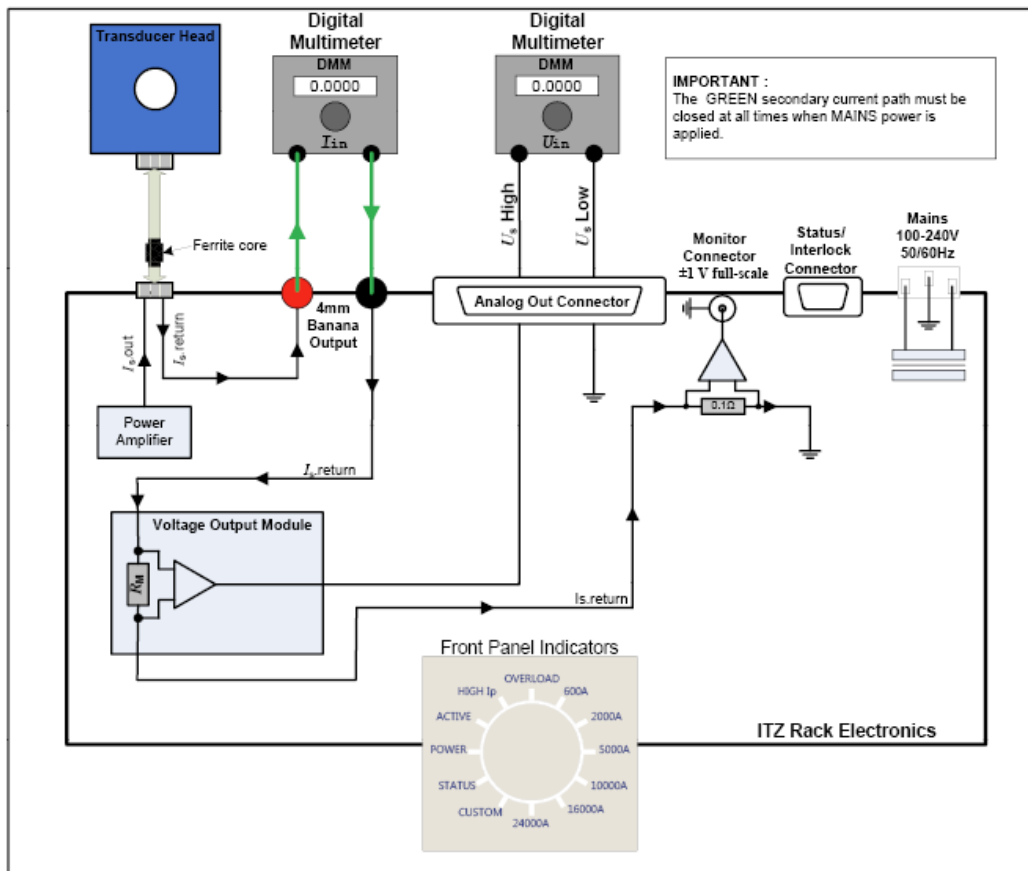 Transducer Head
Digital
Multimeter
DMM
0.0000
Iin
Digital
Multimeter
DMM
0.0000
Uin
IMPORTANT :
The GREEN secondary current path must be
closed at all times when MAINS power is
applied.
Ferrite core
Us High
Us Low
Monitor
Connector
±1 V full-scale
Status/
Interlock
Connector
Mains
100-240V
50/60Hz
4mm
Banana
Output
Analog Out Connector
Is.out
Is.return
Power
Amplifier
0.1Ω
Is.return
Voltage Output Module
RM
Is.return
Front Panel Indicators
OVERLOAD
HIGH Ip
600A
ACTIVE
2000A
POWER
5000A
STATUS
10000A
CUSTOM
16000A
24000A
ITZ Rack Electronics